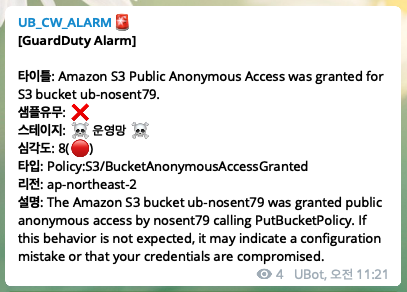 UB_CW_ALARM🚨
[GuardDuty Alarm]
타이틀: Amazon S3 Public Anonymous Access was granted for
S3 bucket ub-nosent79.
샘플유무: ❌
스테이지: ☠️ 운영망 ☠️
심각도: 8(🔴)
타입: Policy:S3/BucketAnonymousAccessGranted
리전: ap-northeast-2
설명: The Amazon S3 bucket ub-nosent79 was granted public
anonymous access by nosent79 calling PutBucketPolicy. If
this behavior is not expected, it may indicate a configuration
mistake or that your credentials are compromised.
4 UBot, 오전 11:21